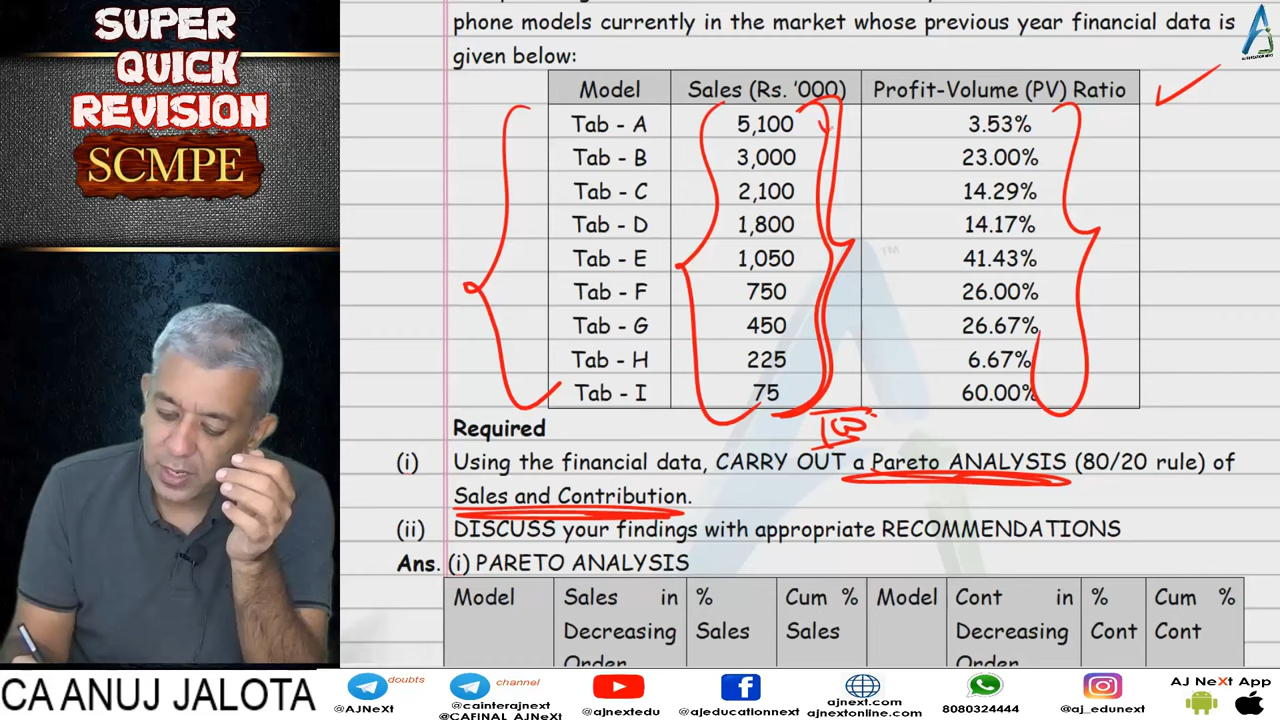 SUPER
QUICK
REVISION
SCMPE
phone models currently in the market whose previous year financial data is
given below:
Model Sales (Rs. '000) Profit-Volume (PV) Ratio
Tab - A 5,100 3.53%
Tab - B 3,000 23.00%
Tab - C 2,100 14.29%
Tab - D 1,800 14.17%
Tab - E 1,050 41.43%
Tab - F 750 26.00%
Tab - G 450 26.67%
Tab - H 225 6.67%
Tab - I 75 60.00%
Required
(i) Using the financial data, CARRY OUT a Pareto ANALYSIS (80/20 rule) of
Sales and Contribution.
(ii) DISCUSS your findings with appropriate RECOMMENDATIONS
Ans. (i) PARETO ANALYSIS
Model Sales in % Cum % Model Cont in % Cum %
Decreasing Sales Sales Decreasing Cont Cont
Order Order
CA ANUJ JALOTA
doubts
@AJNeXt
channel
@cainterajnext
@CAFINAL_AJNeXt
@ajnextedu
@ajeducationnext
ajnext.com
ajnextonline.com
8080324444
@aj_edunext
AJ NeXt App